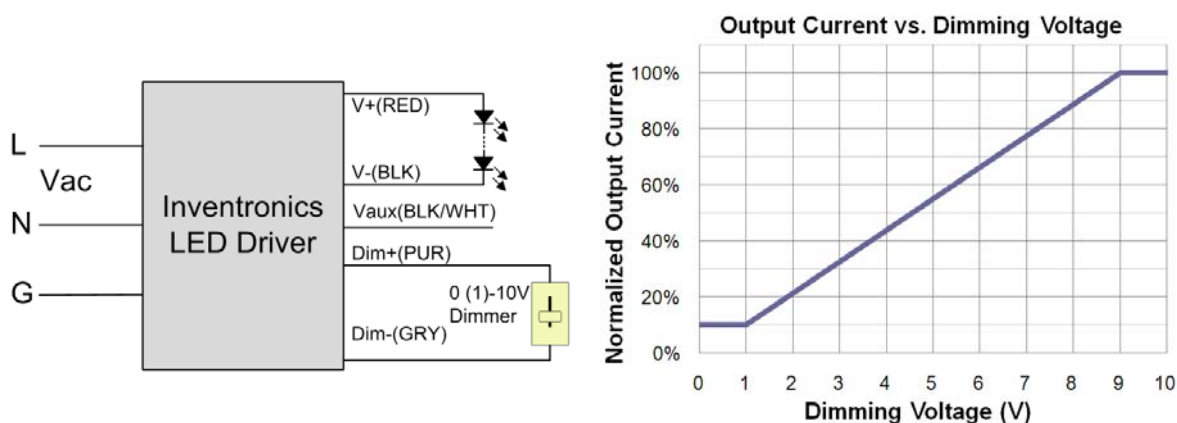 L
Vac
N
G
Inventronics
LED Driver
V+(RED)
V-(BLK)
Vaux(BLK/WHT)
Dim+(PUR)
0 (1)-10V
Dimmer
Dim-(GRY)
Output Current vs. Dimming Voltage
Normalized Output Current
100%
80%
60%
40%
20%
0%
0 1 2 3 4 5 6 7 8 9 10
Dimming Voltage (V)